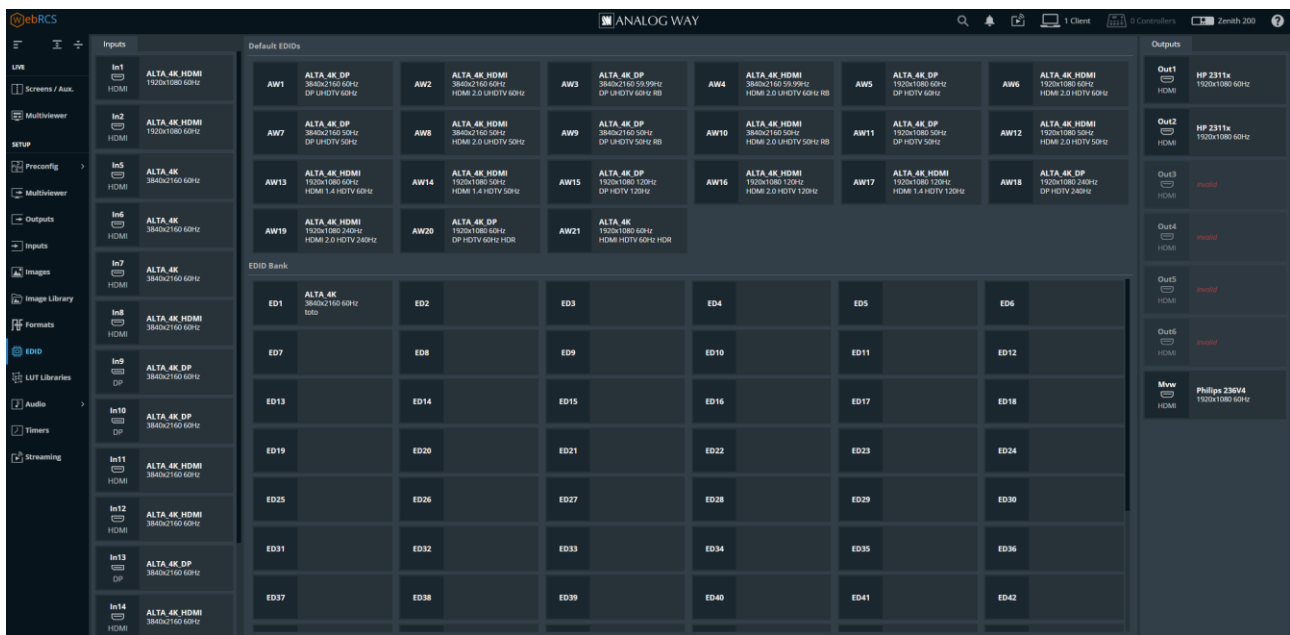 WebRCS
ANALOG WAY
1 Client
0 Controllers
Zenith 200
LIVE
Screens / Aux.
Multiviewer
SETUP
Preconfig
Multiviewer
Outputs
Inputs
Images
Image Library
Formats
EDID
LUT Libraries
Audio
Timers
Streaming
Inputs
In1
HDMI
ALTA_4K_HDMI
1920x1080 60Hz
In2
HDMI
ALTA_4K_HDMI
1920x1080 60Hz
In5
HDMI
ALTA_4K
3840x2160 60Hz
In6
HDMI
ALTA_4K
3840x2160 60Hz
In7
HDMI
ALTA_4K
3840x2160 60Hz
In8
HDMI
ALTA_4K_HDMI
3840x2160 60Hz
In9
DP
ALTA_4K_DP
3840x2160 60Hz
In10
DP
ALTA_4K_DP
3840x2160 60Hz
In11
HDMI
ALTA_4K_HDMI
3840x2160 60Hz
In12
HDMI
ALTA_4K_HDMI
3840x2160 60Hz
In13
DP
ALTA_4K_DP
3840x2160 60Hz
In14
HDMI
ALTA_4K_HDMI
3840x2160 60Hz
Default EDIDs
AW1
ALTA_4K_DP
3840x2160 60Hz
DP UHDTV 60Hz
AW2
ALTA_4K_HDMI
3840x2160 60Hz
HDMI 2.0 UHDTV 60Hz
AW3
ALTA_4K_DP
3840x2160 59.99Hz
DP UHDTV 60Hz RB
AW4
ALTA_4K_HDMI
3840x2160 59.99Hz
HDMI 2.0 UHDTV 60Hz RB
AW5
ALTA_4K_DP
1920x1080 60Hz
DP HDTV 60Hz
AW6
ALTA_4K_HDMI
1920x1080 60Hz
HDMI 2.0 HDTV 60Hz
AW7
ALTA_4K_DP
3840x2160 50Hz
DP UHDTV 50Hz
AW8
ALTA_4K_HDMI
3840x2160 50Hz
HDMI 2.0 UHDTV 50Hz
AW9
ALTA_4K_DP
3840x2160 50Hz
DP UHDTV 50Hz RB
AW10
ALTA_4K_HDMI
3840x2160 50Hz
HDMI 2.0 UHDTV 50Hz RB
AW11
ALTA_4K_DP
1920x1080 50Hz
DP HDTV 50Hz
AW12
ALTA_4K_HDMI
1920x1080 50Hz
HDMI 2.0 HDTV 50Hz
AW13
ALTA_4K_HDMI
1920x1080 60Hz
HDMI 1.4 HDTV 60Hz
AW14
ALTA_4K_HDMI
1920x1080 50Hz
HDMI 1.4 HDTV 50Hz
AW15
ALTA_4K_DP
1920x1080 120Hz
DP HDTV 120Hz
AW16
ALTA_4K_HDMI
1920x1080 120Hz
HDMI 2.0 HDTV 120Hz
AW17
ALTA_4K_HDMI
1920x1080 120Hz
HDMI 1.4 HDTV 120Hz
AW18
ALTA_4K_DP
1920x1080 240Hz
DP HDTV 240Hz
AW19
ALTA_4K_HDMI
1920x1080 240Hz
HDMI 2.0 HDTV 240Hz
AW20
ALTA_4K_DP
1920x1080 60Hz
DP HDTV 60Hz HDR
AW21
ALTA_4K
1920x1080 60Hz
HDMI HDTV 60Hz HDR
EDID Bank
ED1
ALTA_4K
3840x2160 60Hz
toto
ED2
ED3
ED4
ED5
ED6
ED7
ED8
ED9
ED10
ED11
ED12
ED13
ED14
ED15
ED16
ED17
ED18
ED19
ED20
ED21
ED22
ED23
ED24
ED25
ED26
ED27
ED28
ED29
ED30
ED31
ED32
ED33
ED34
ED35
ED36
ED37
ED38
ED39
ED40
ED41
ED42
Outputs
Out1
HDMI
HP 2311x
1920x1080 60Hz
Out2
HDMI
HP 2311x
1920x1080 60Hz
Out3
HDMI
Invalid
Out4
HDMI
Invalid
Out5
HDMI
Invalid
Out6
HDMI
Invalid
Mvw
HDMI
Philips 236V4
1920x1080 60Hz